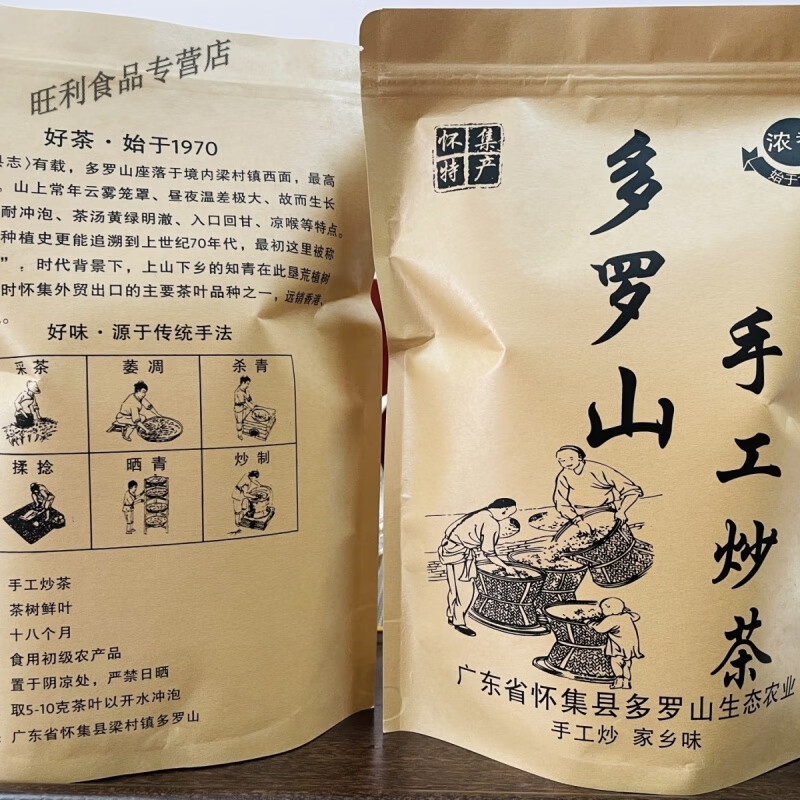 旺利食品专营店
好茶·始于1970
县志）有载，多罗山座落于境内梁村镇西面，最高
。山上常年云雾笼罩、昼夜温差极大、故而生长
耐冲泡、茶汤黄绿明澈、入口回甘、凉喉等特点。
种植史更能追溯到上世纪70年代，最初这里被称
”：时代背景下，上山下乡的知青在此垦荒植树
时怀集外贸出口的主要茶叶品种之一，远销香港、
。
好味·源于传统手法
采茶 萎凋 杀青
揉捻 晒青 炒制
手工炒茶
茶树鲜叶
十八个月
食用初级农产品
置于阴凉处，严禁日晒
取5-10克茶叶以开水冲泡
：广东省怀集县梁村镇多罗山
怀集
特产
多罗山
手工炒茶
浓
始于
广东省怀集县多罗山生态农业
手工炒 家乡味